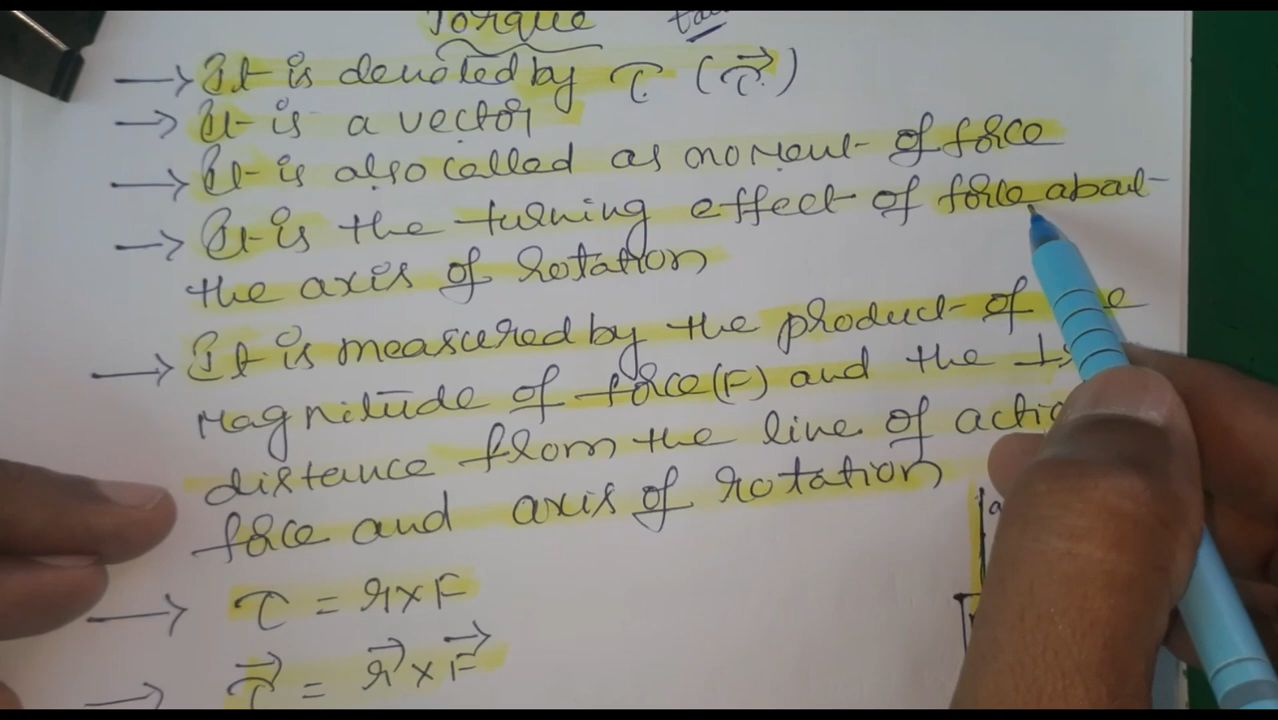 Torque
→ It is denoted by τ (τ⃗)
→ It is a vector
→ It is also called as moment of force
→ It is the turning effect of force about
the axis of rotation
→ It is measured by the product of
magnitude of force(F) and the ⊥
distance from the line of
force and axis of rotation
→ τ = r×F
→ τ⃗ = r⃗×F⃗